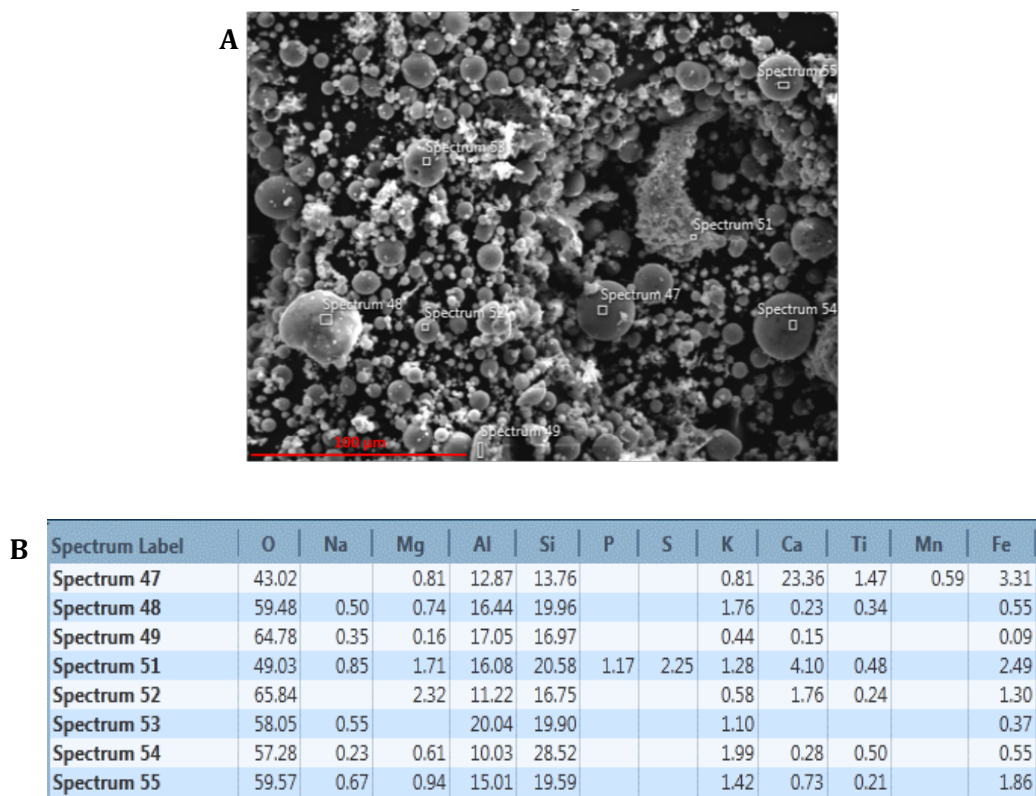 A
Spectrum 55
Spectrum 53
Spectrum 51
Spectrum 48
Spectrum 47
Spectrum 52
Spectrum 54
Spectrum 49
100 µm
B
Spectrum Label O Na Mg Al Si P S K Ca Ti Mn Fe
Spectrum 47 43.02 0.81 12.87 13.76 0.81 23.36 1.47 0.59 3.31
Spectrum 48 59.48 0.50 0.74 16.44 19.96 1.76 0.23 0.34 0.55
Spectrum 49 64.78 0.35 0.16 17.05 16.97 0.44 0.15 0.09
Spectrum 51 49.03 0.85 1.71 16.08 20.58 1.17 2.25 1.28 4.10 0.48 2.49
Spectrum 52 65.84 2.32 11.22 16.75 0.58 1.76 0.24 1.30
Spectrum 53 58.05 0.55 20.04 19.90 1.10 0.37
Spectrum 54 57.28 0.23 0.61 10.03 28.52 1.99 0.28 0.50 0.55
Spectrum 55 59.57 0.67 0.94 15.01 19.59 1.42 0.73 0.21 1.86